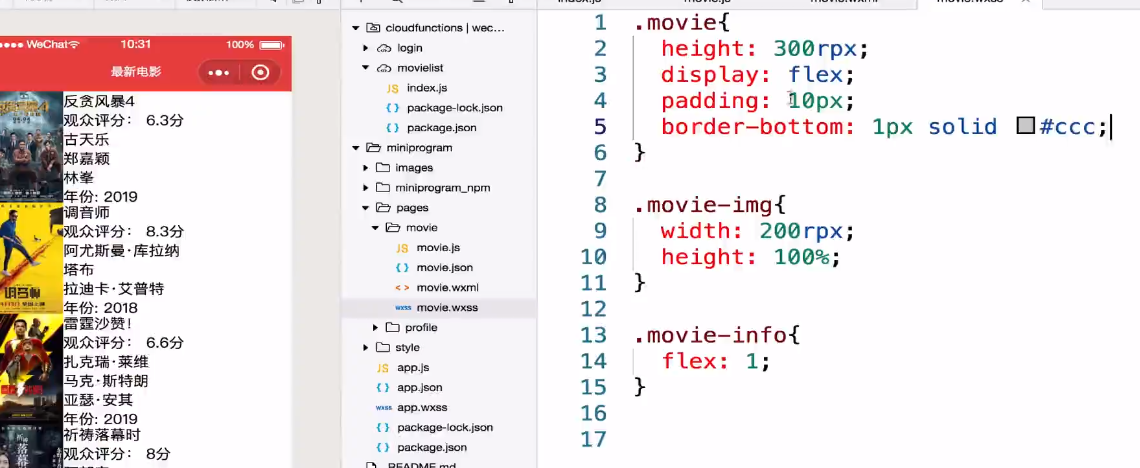 WeChat 10:31 100%
最新电影
反贪风暴4
观众评分: 6.3分
古天乐
郑嘉颖
林峯
年份: 2019
调音师
观众评分: 8.3分
阿尤斯曼·库拉纳
塔布
拉迪卡·艾普特
年份: 2018
雷霆沙赞!
观众评分: 6.6分
扎克瑞·莱维
马克·斯特朗
亚瑟·安其
年份: 2019
祈祷落幕时
观众评分: 8分
cloudfunctions | wec...
login
movielist
JS index.js
{ } package-lock.json
{ } package.json
miniprogram
images
miniprogram_npm
pages
movie
JS movie.js
{ } movie.json
< > movie.wxml
wxss movie.wxss
profile
style
JS app.js
{ } app.json
wxss app.wxss
{ } package-lock.json
{ } package.json
README.md
1 .movie{
2 height: 300rpx;
3 display: flex;
4 padding: 10px;
5 border-bottom: 1px solid #ccc;
6 }
7
8 .movie-img{
9 width: 200rpx;
10 height: 100%;
11 }
12
13 .movie-info{
14 flex: 1;
15 }
16
17